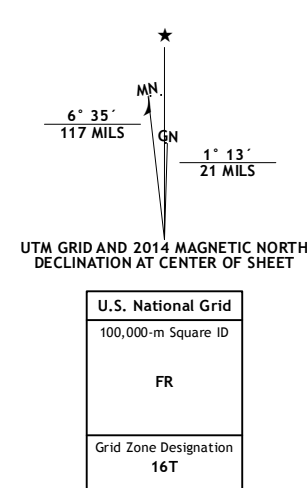 ★
MN
6° 35´
117 MILS
GN
1° 13´
21 MILS
UTM GRID AND 2014 MAGNETIC NORTH
DECLINATION AT CENTER OF SHEET
U.S. National Grid
100,000-m Square ID
FR
Grid Zone Designation
16T